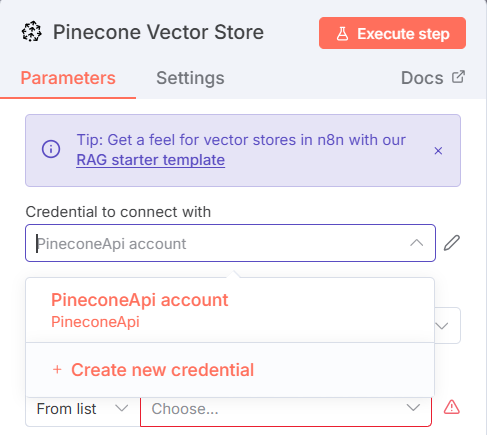 Pinecone Vector Store
Execute step
Parameters
Settings
Docs
Tip: Get a feel for vector stores in n8n with our
RAG starter template
Credential to connect with
PineconeApi account
PineconeApi account
PineconeApi
+ Create new credential
From list
Choose...